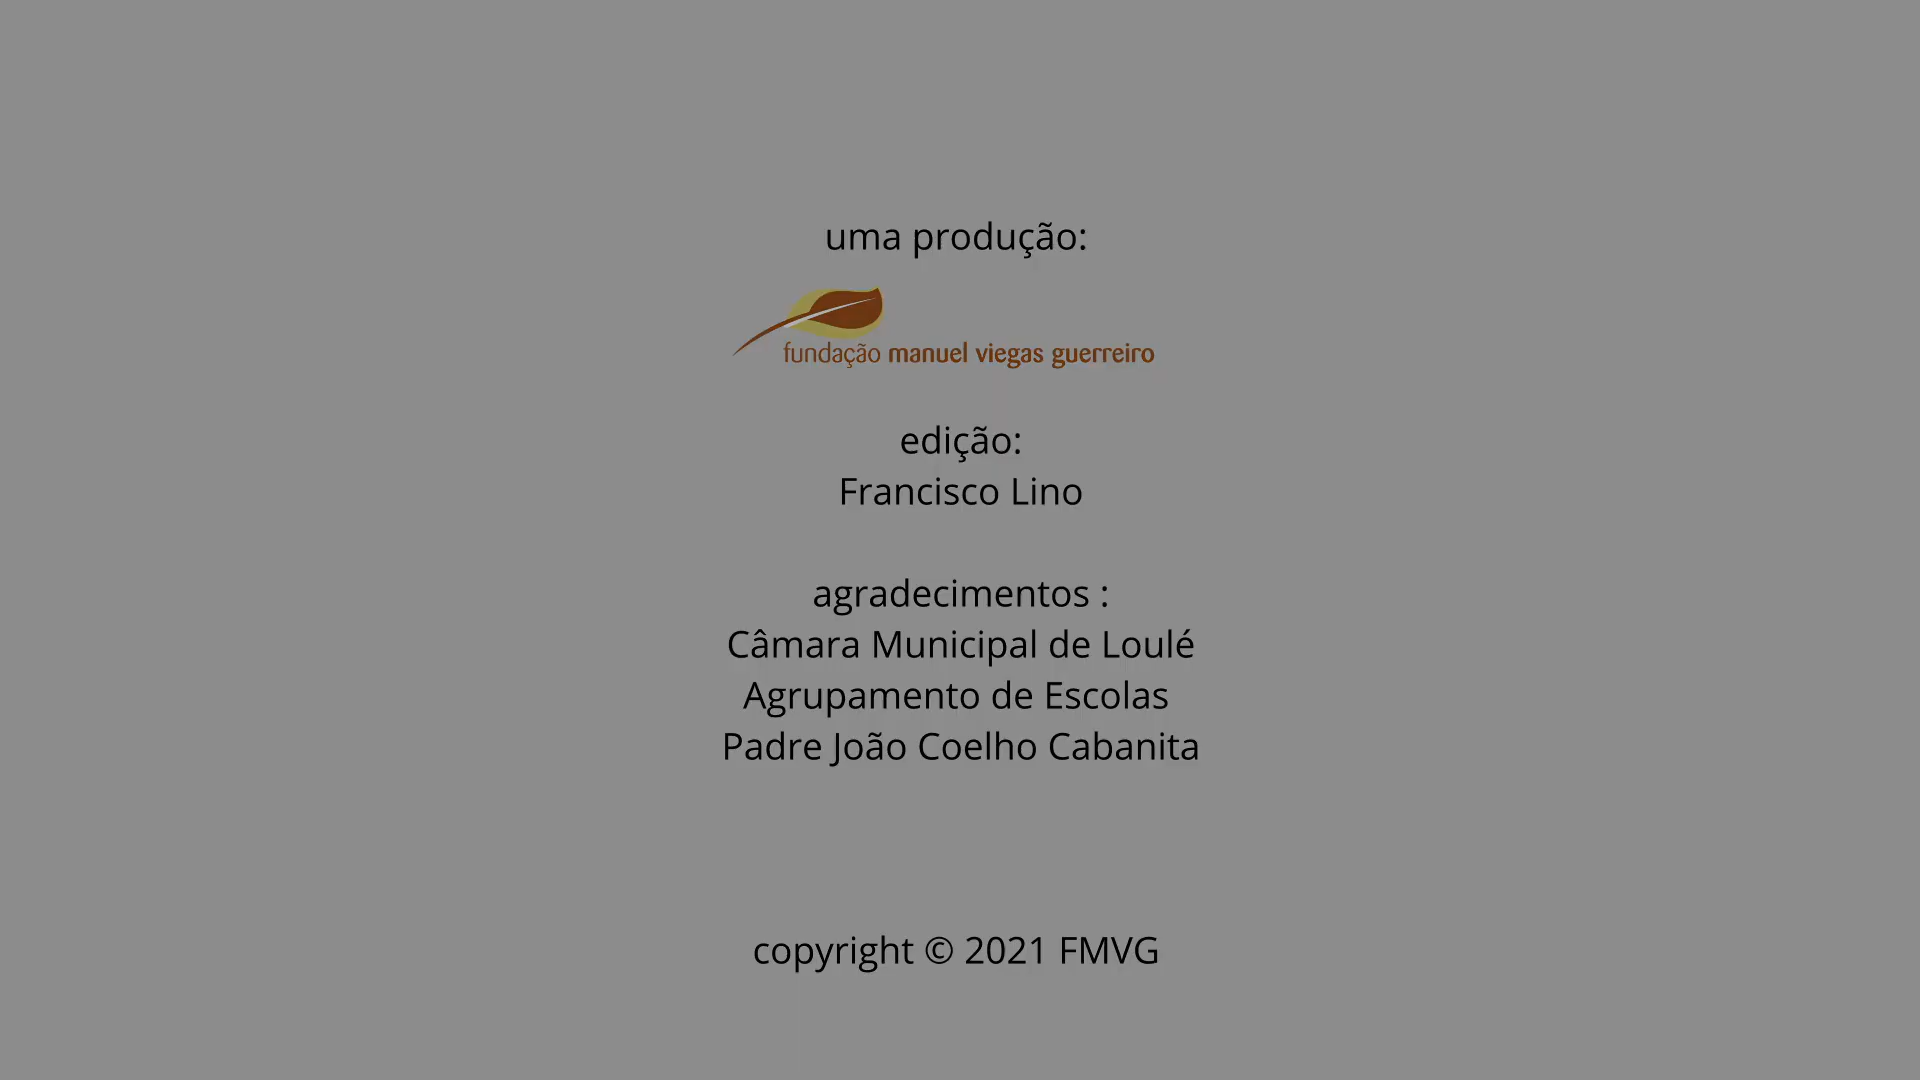 uma produção:
fundação manuel viegas guerreiro
edição:
Francisco Lino
agradecimentos :
Câmara Municipal de Loulé
Agrupamento de Escolas
Padre João Coelho Cabanita
copyright © 2021 FMVG